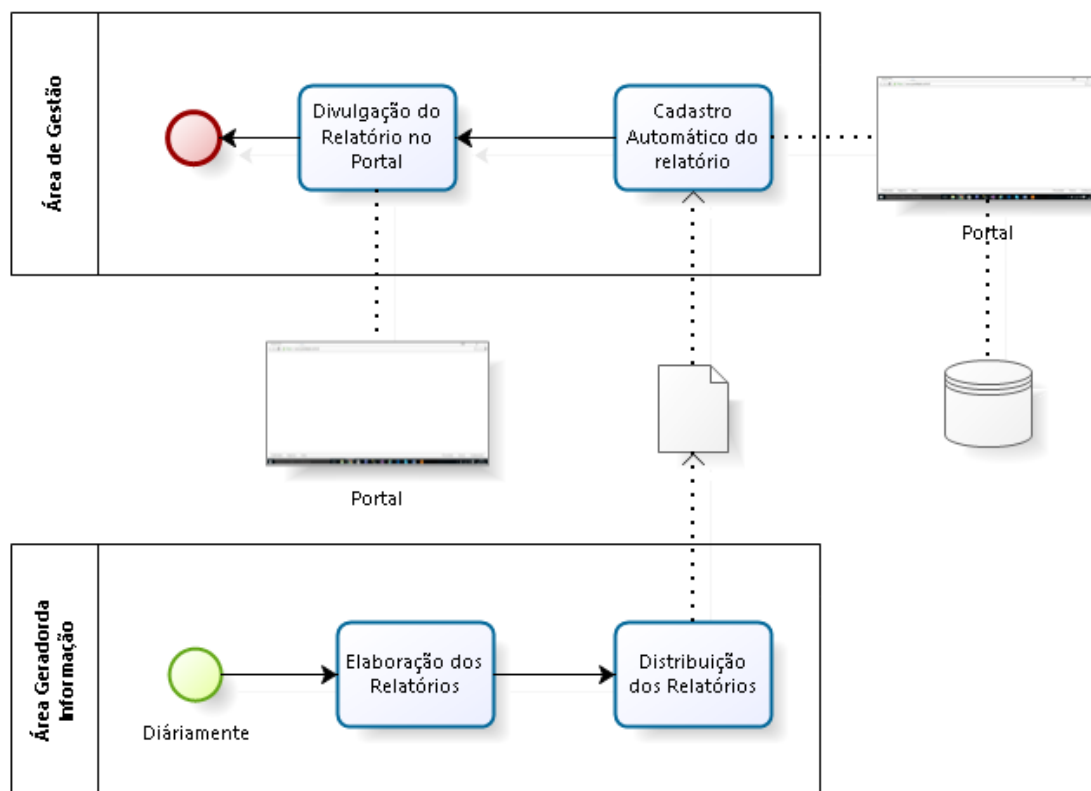 Área de Gestão
Divulgação do
Relatório no
Portal
Cadastro
Automático do
relatório
Portal
Portal
Área Geradorda
Informação
Diáriamente
Elaboração dos
Relatórios
Distribuição
dos Relatórios